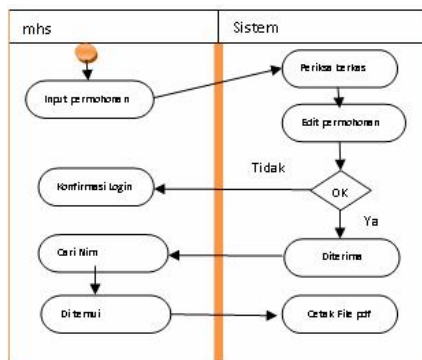 mhs
Sistem
Input permohonan
Periksa berkas
Edit permohonan
Tidak
OK
Konfirmasi Login
Ya
Cari Nim
Diterima
Ditemui
Cetak File pdf